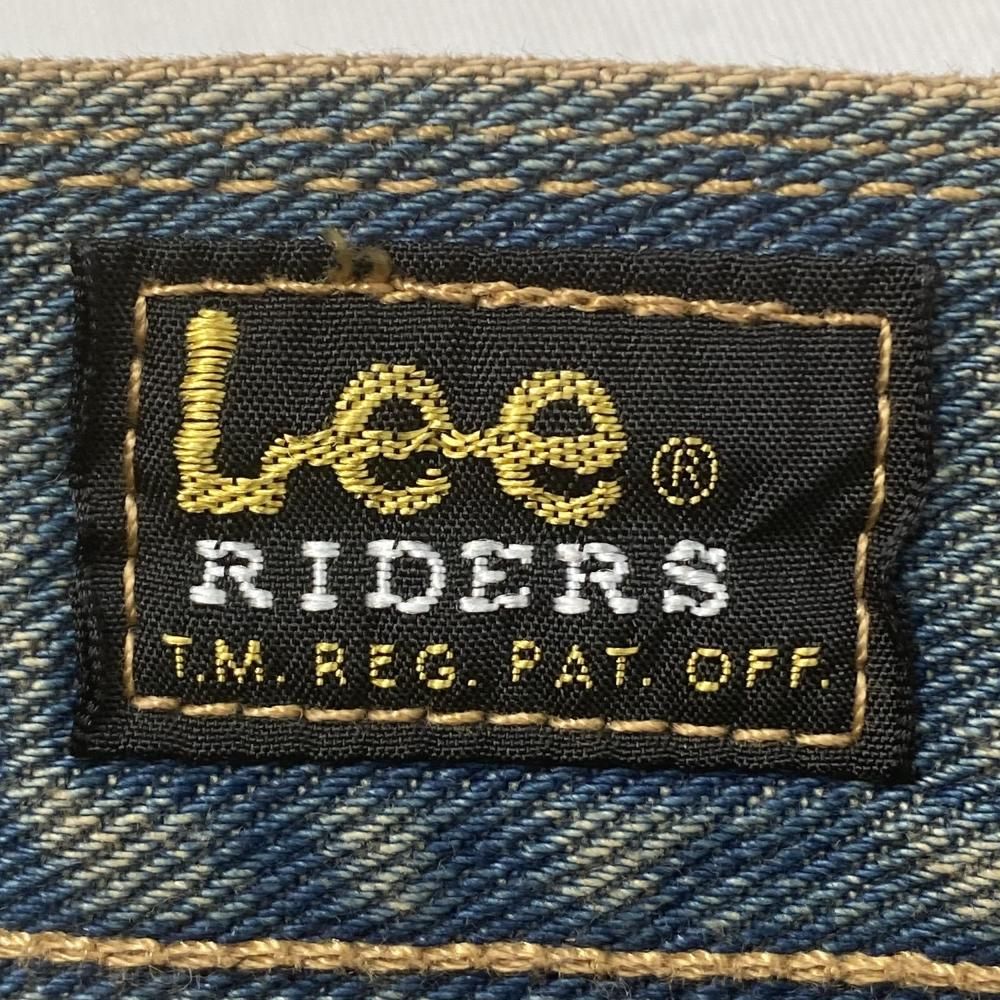 Lee®
RIDERS
T.M. REG. PAT. OFF.